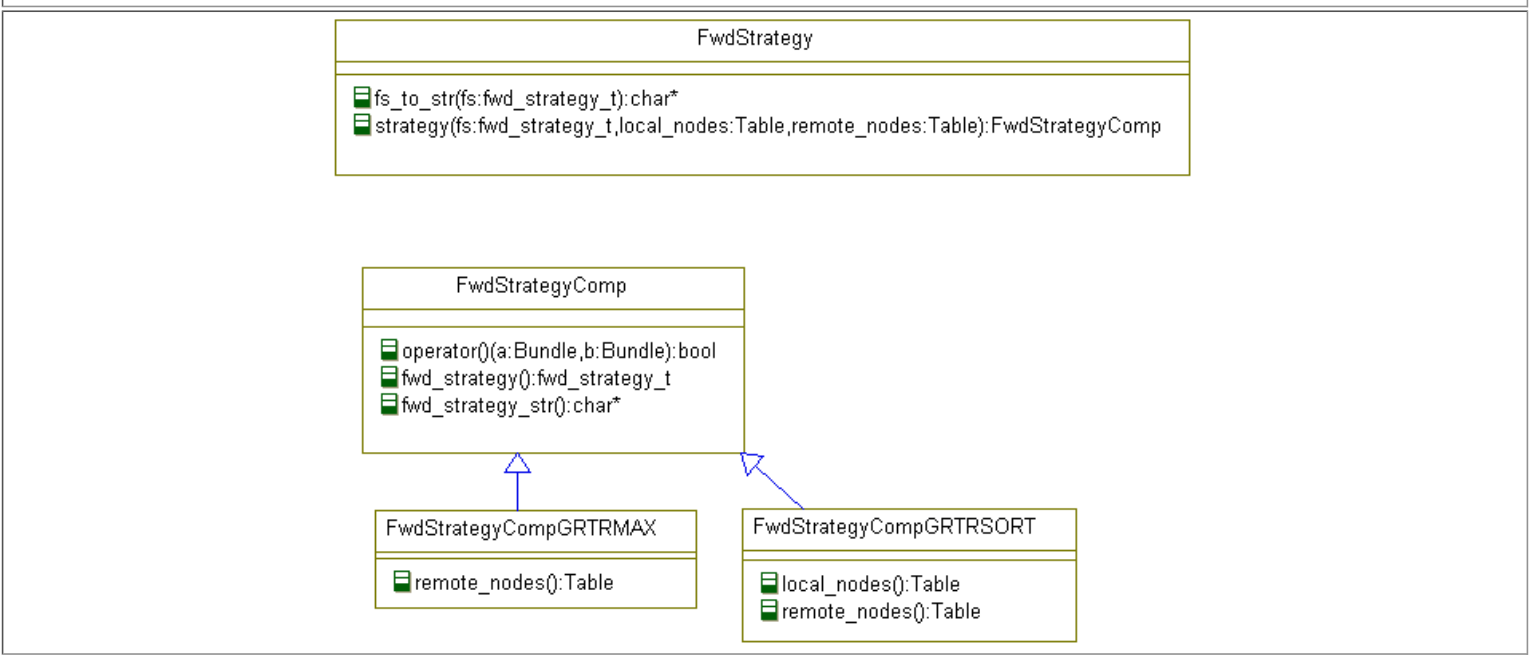 FwdStrategy
fs_to_str(fs:fwd_strategy_t):char*
strategy(fs:fwd_strategy_t,local_nodes:Table,remote_nodes:Table):FwdStrategyComp
FwdStrategyComp
operator()(a:Bundle,b:Bundle):bool
fwd_strategy():fwd_strategy_t
fwd_strategy_str():char*
FwdStrategyCompGRTRMAX
remote_nodes():Table
FwdStrategyCompGRTRSORT
local_nodes():Table
remote_nodes():Table